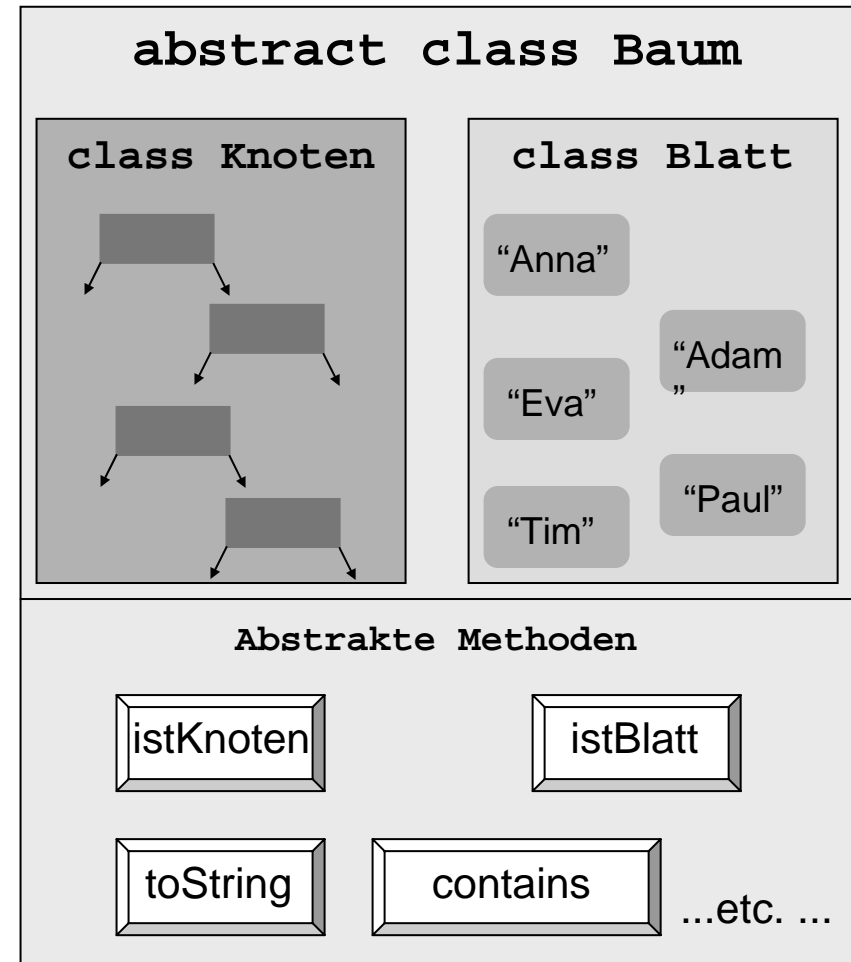 abstract class Baum
class Knoten
class Blatt
“Anna”
“Adam
”
“Eva”
“Paul”
“Tim”
Abstrakte Methoden
istKnoten
istBlatt
toString
contains
...etc. ...